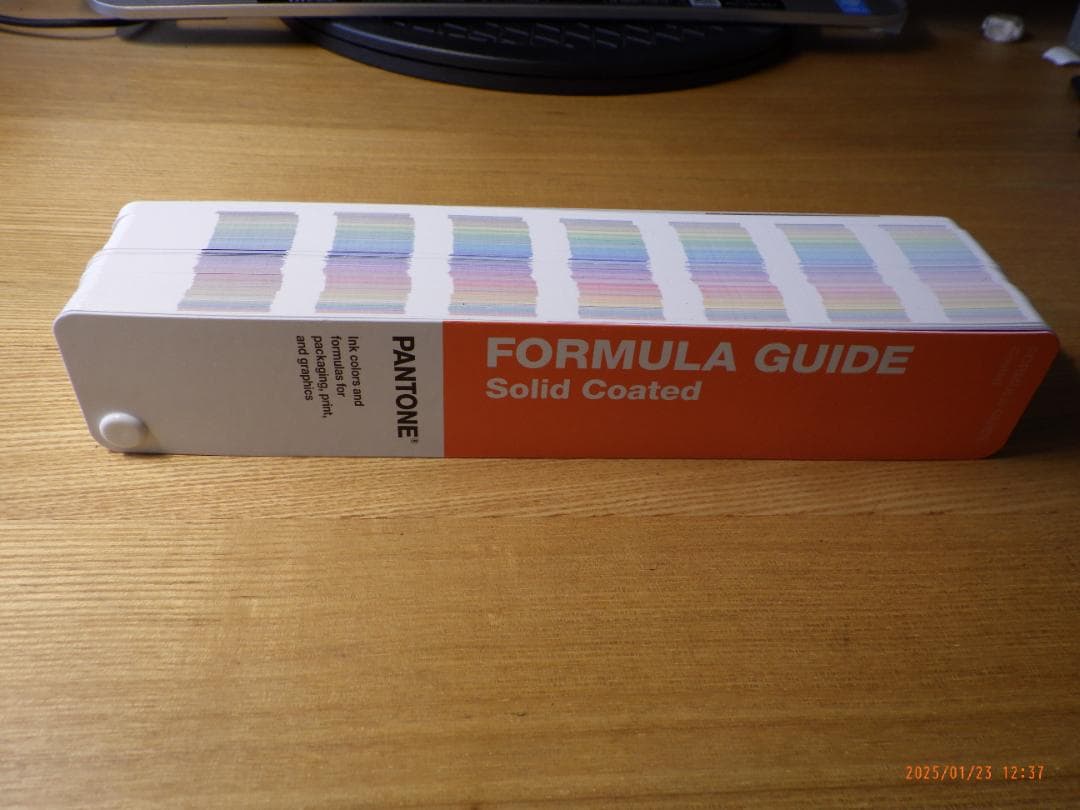 PANTONE®
Ink colors and
formulas for
packaging, print,
and graphics
FORMULA GUIDE
Solid Coated
2025/01/23 12:37